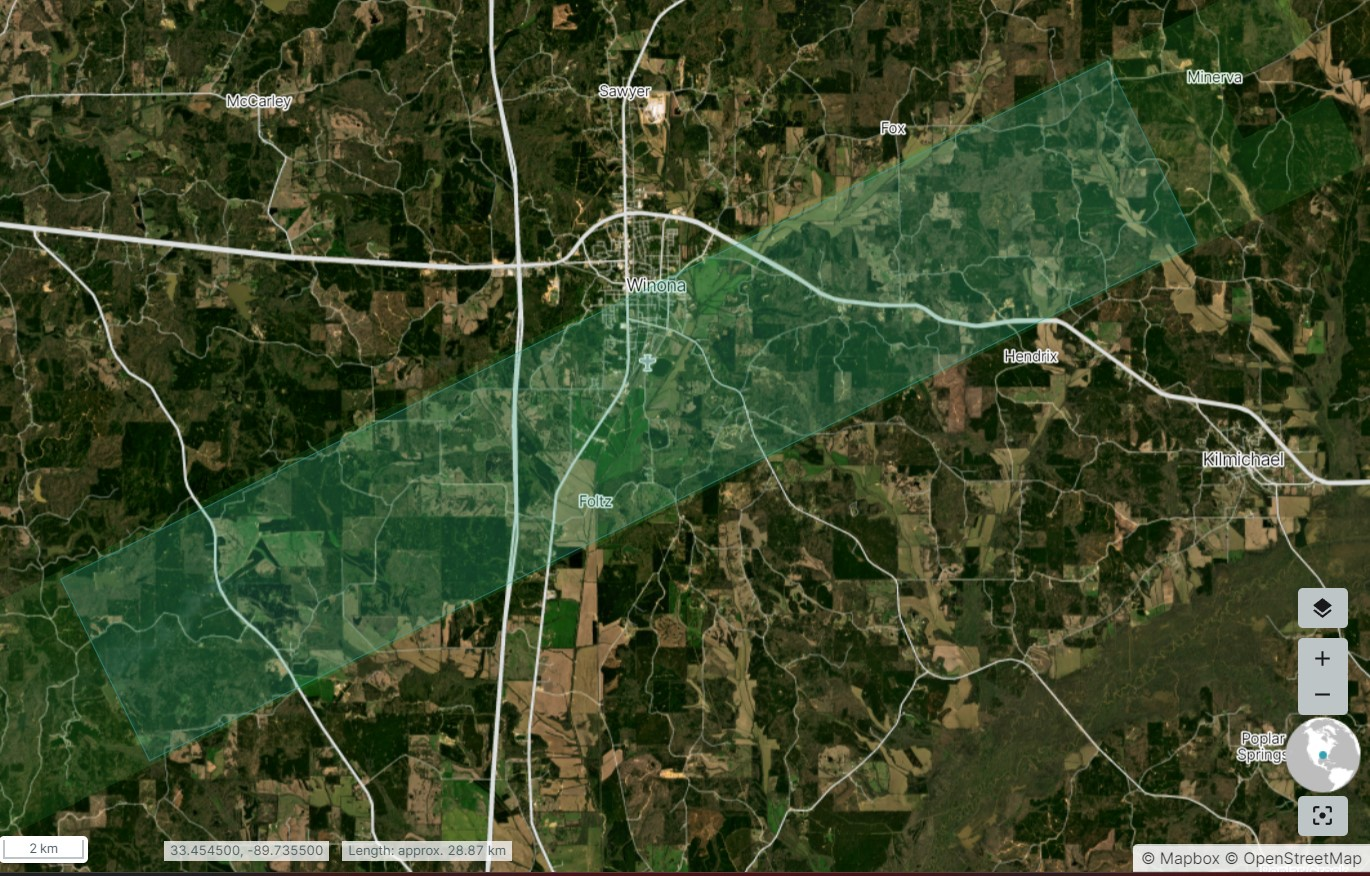 Minerva
Sawyer
McCarley
Fox
Winona
Hendrix
Kilmichael
Foltz
+
−
Poplar
Springs
2 km
33.454500, -89.735500
Length: approx. 28.87 km
© Mapbox © OpenStreetMap